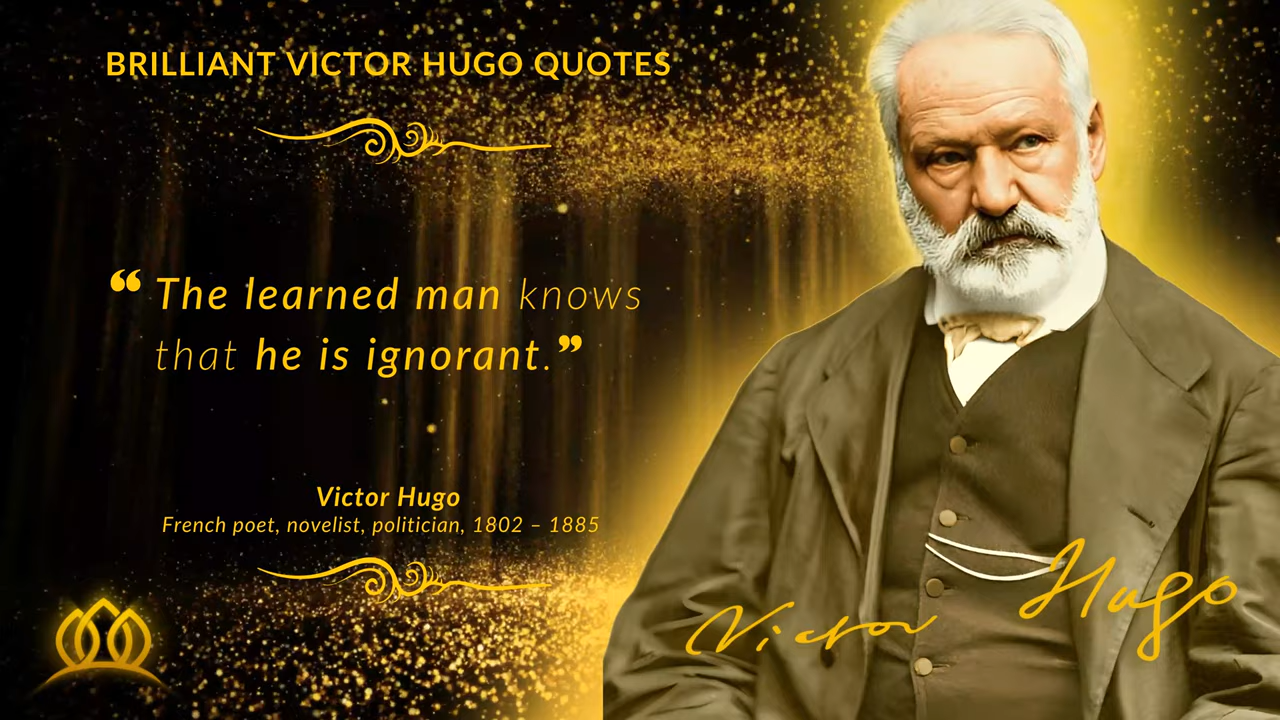 BRILLIANT VICTOR HUGO QUOTES
“The learned man knows
that he is ignorant.”
Victor Hugo
French poet, novelist, politician, 1802 – 1885
Victor Hugo